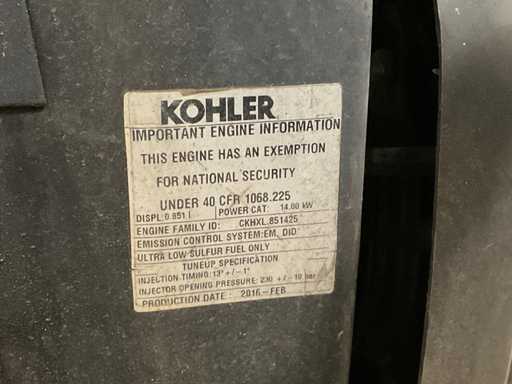 KOHLER
IMPORTANT ENGINE INFORMATION
THIS ENGINE HAS AN EXEMPTION
FOR NATIONAL SECURITY
UNDER 40 CFR 1068.225
DISPL: 0.851 l POWER CAT: 14.00 kW
ENGINE FAMILY ID: CKHXL.851425
EMISSION CONTROL SYSTEM:EM, DID
ULTRA LOW SULFUR FUEL ONLY
TUNEUP SPECIFICATION
INJECTION TIMING: 13° +/- 1°
INJECTOR OPENING PRESSURE: 230 +/- 10 bar
PRODUCTION DATE: 2016-FEB